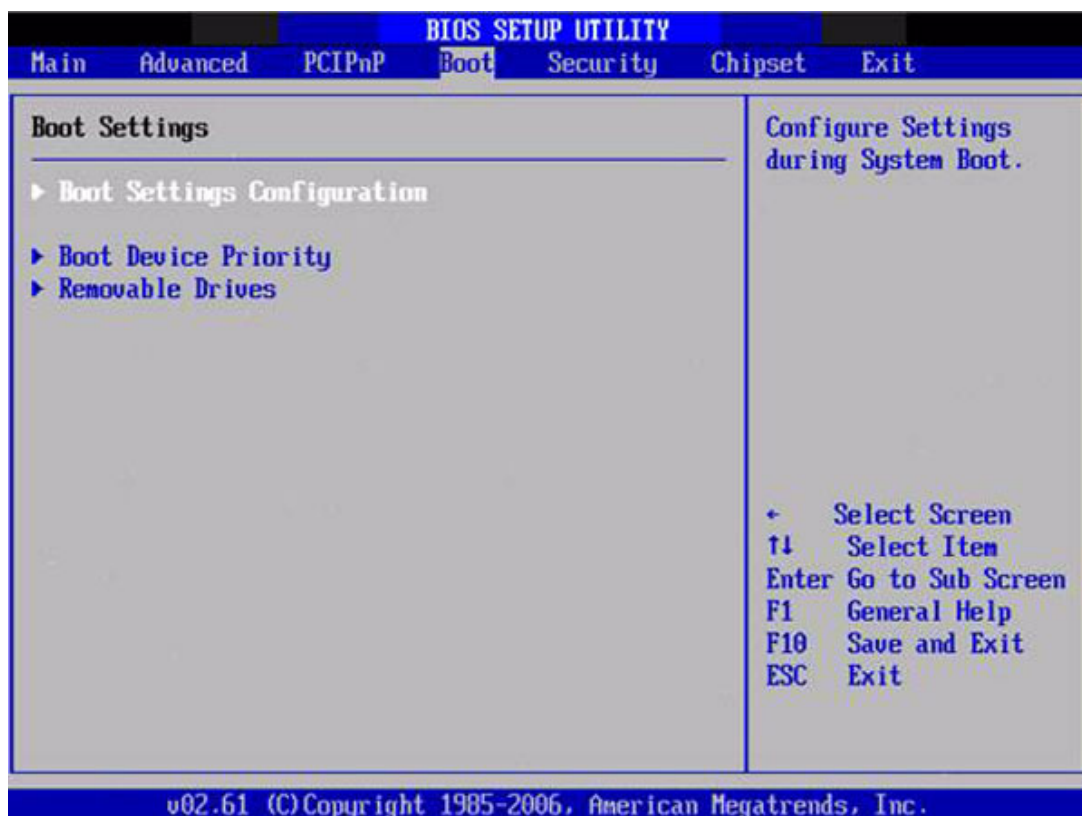 BIOS SETUP UTILITY
Main Advanced PCIPnP Boot Security Chipset Exit
Boot Settings
▶ Boot Settings Configuration
▶ Boot Device Priority
▶ Removable Drives
Configure Settings
during System Boot.
← Select Screen
↑↓ Select Item
Enter Go to Sub Screen
F1 General Help
F10 Save and Exit
ESC Exit
v02.61 (C)Copyright 1985-2006, American Megatrends, Inc.